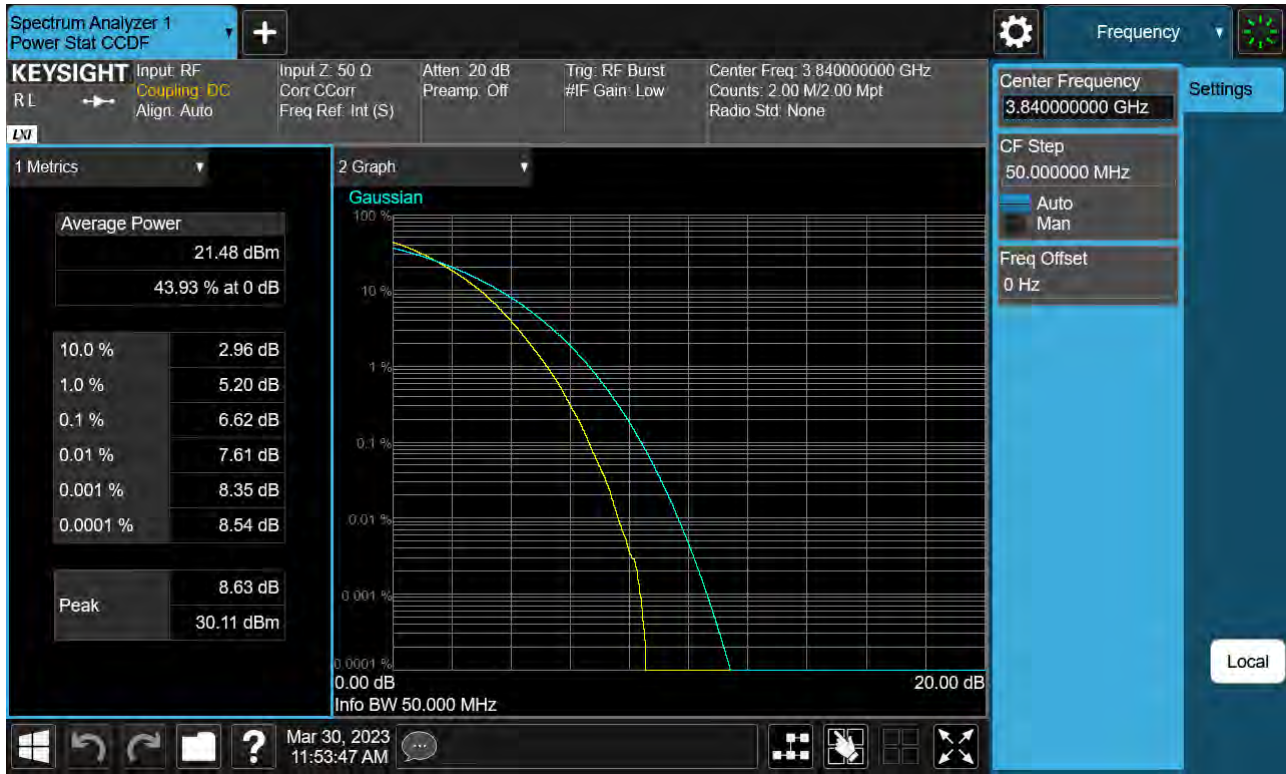 Spectrum Analyzer 1
Power Stat CCDF
+
Frequency
KEYSIGHT
RL
LXI
Input: RF
Coupling: DC
Align: Auto
Input Z: 50 Ω
Corr CCorr
Freq Ref: Int (S)
Atten: 20 dB
Preamp: Off
Trig: RF Burst
#IF Gain: Low
Center Freq: 3.840000000 GHz
Counts: 2.00 M/2.00 Mpt
Radio Std: None
Center Frequency
3.840000000 GHz
Settings
CF Step
50.000000 MHz
Auto
Man
Freq Offset
0 Hz
Local
1 Metrics
Average Power
21.48 dBm
43.93 % at 0 dB
10.0 % 2.96 dB
1.0 % 5.20 dB
0.1 % 6.62 dB
0.01 % 7.61 dB
0.001 % 8.35 dB
0.0001 % 8.54 dB
Peak
8.63 dB
30.11 dBm
2 Graph
Gaussian
100 %
10 %
1 %
0.1 %
0.01 %
0.001 %
0.0001 %
0.00 dB
20.00 dB
Info BW 50.000 MHz
?
Mar 30, 2023
11:53:47 AM